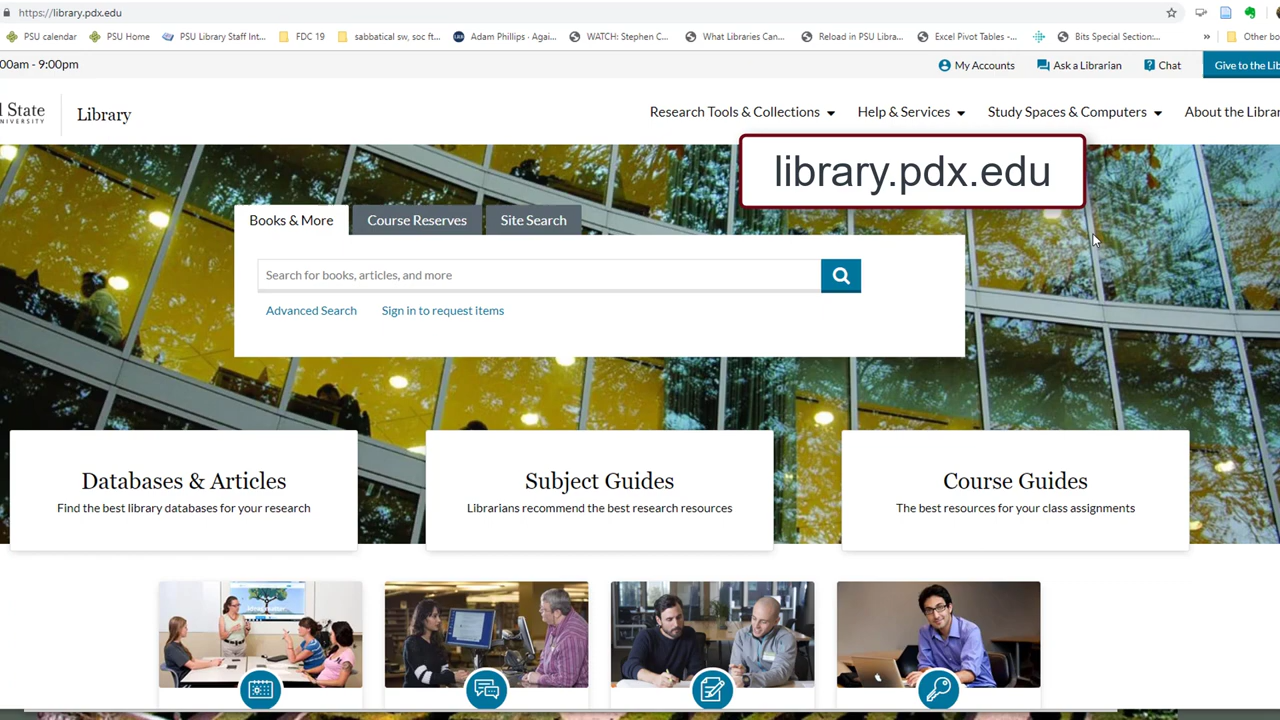 https://library.pdx.edu
PSU calendar
PSU Home
PSU Library Staff Int...
FDC 19
sabbatical sw, soc ft...
Adam Phillips · Agai...
WATCH: Stephen C...
What Libraries Can...
Reload in PSU Libra...
Excel Pivot Tables -...
Bits Special Section:...
»
Other bo
00am - 9:00pm
My Accounts
Ask a Librarian
Chat
Give to the Lib
l State
UNIVERSITY
Library
Research Tools & Collections
Help & Services
Study Spaces & Computers
About the Librar
library.pdx.edu
Books & More
Course Reserves
Site Search
Search for books, articles, and more
Advanced Search
Sign in to request items
Databases & Articles
Find the best library databases for your research
Subject Guides
Librarians recommend the best research resources
Course Guides
The best resources for your class assignments